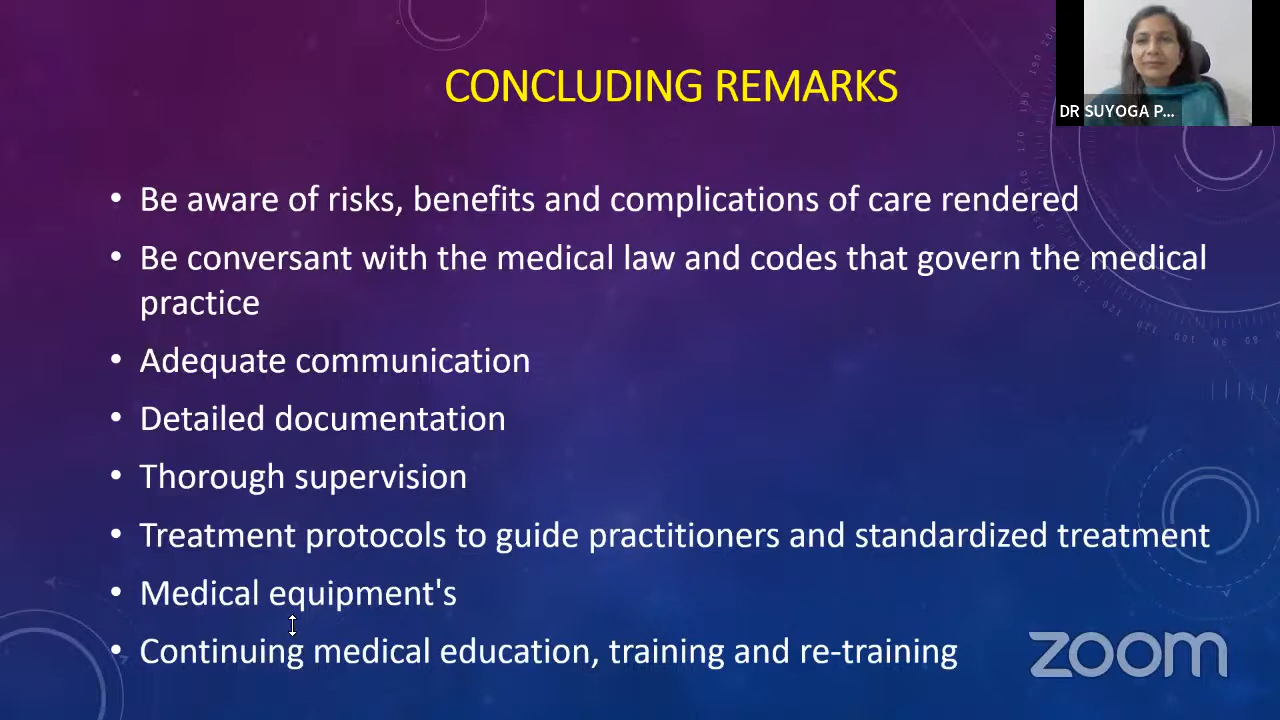 CONCLUDING REMARKS
DR SUYOGA P...
• Be aware of risks, benefits and complications of care rendered
• Be conversant with the medical law and codes that govern the medical
practice
• Adequate communication
• Detailed documentation
• Thorough supervision
• Treatment protocols to guide practitioners and standardized treatment
• Medical equipment's
• Continuing medical education, training and re-training
zoom